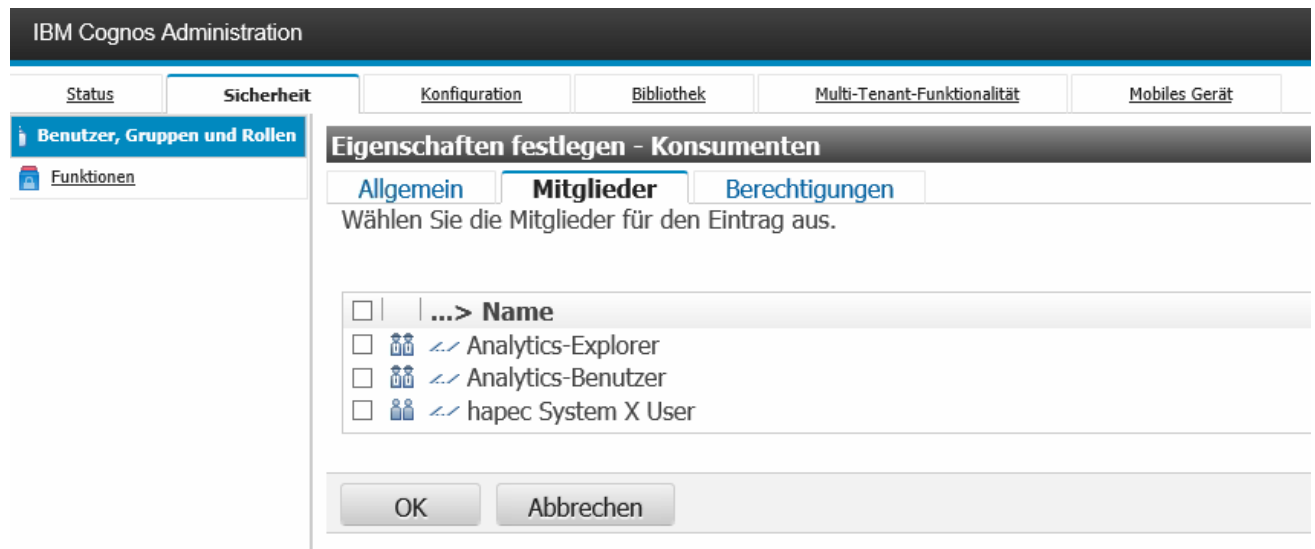 IBM Cognos Administration
Status Sicherheit Konfiguration Bibliothek Multi-Tenant-Funktionalität Mobiles Gerät
Benutzer, Gruppen und Rollen
Funktionen
Eigenschaften festlegen - Konsumenten
Allgemein Mitglieder Berechtigungen
Wählen Sie die Mitglieder für den Eintrag aus.
...> Name
Analytics-Explorer
Analytics-Benutzer
hapec System X User
OK Abbrechen